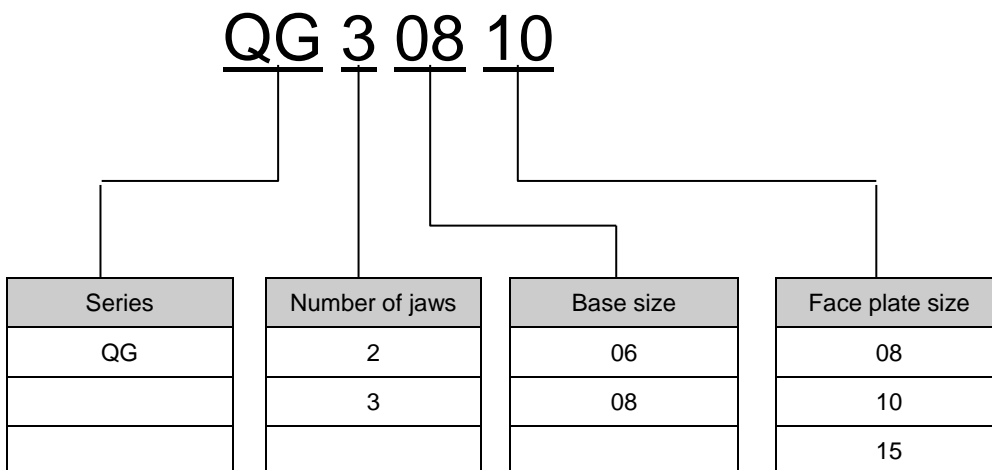 QG 3 08 10
Series Number of jaws Base size Face plate size
QG 2 06 08
3 08 10
15